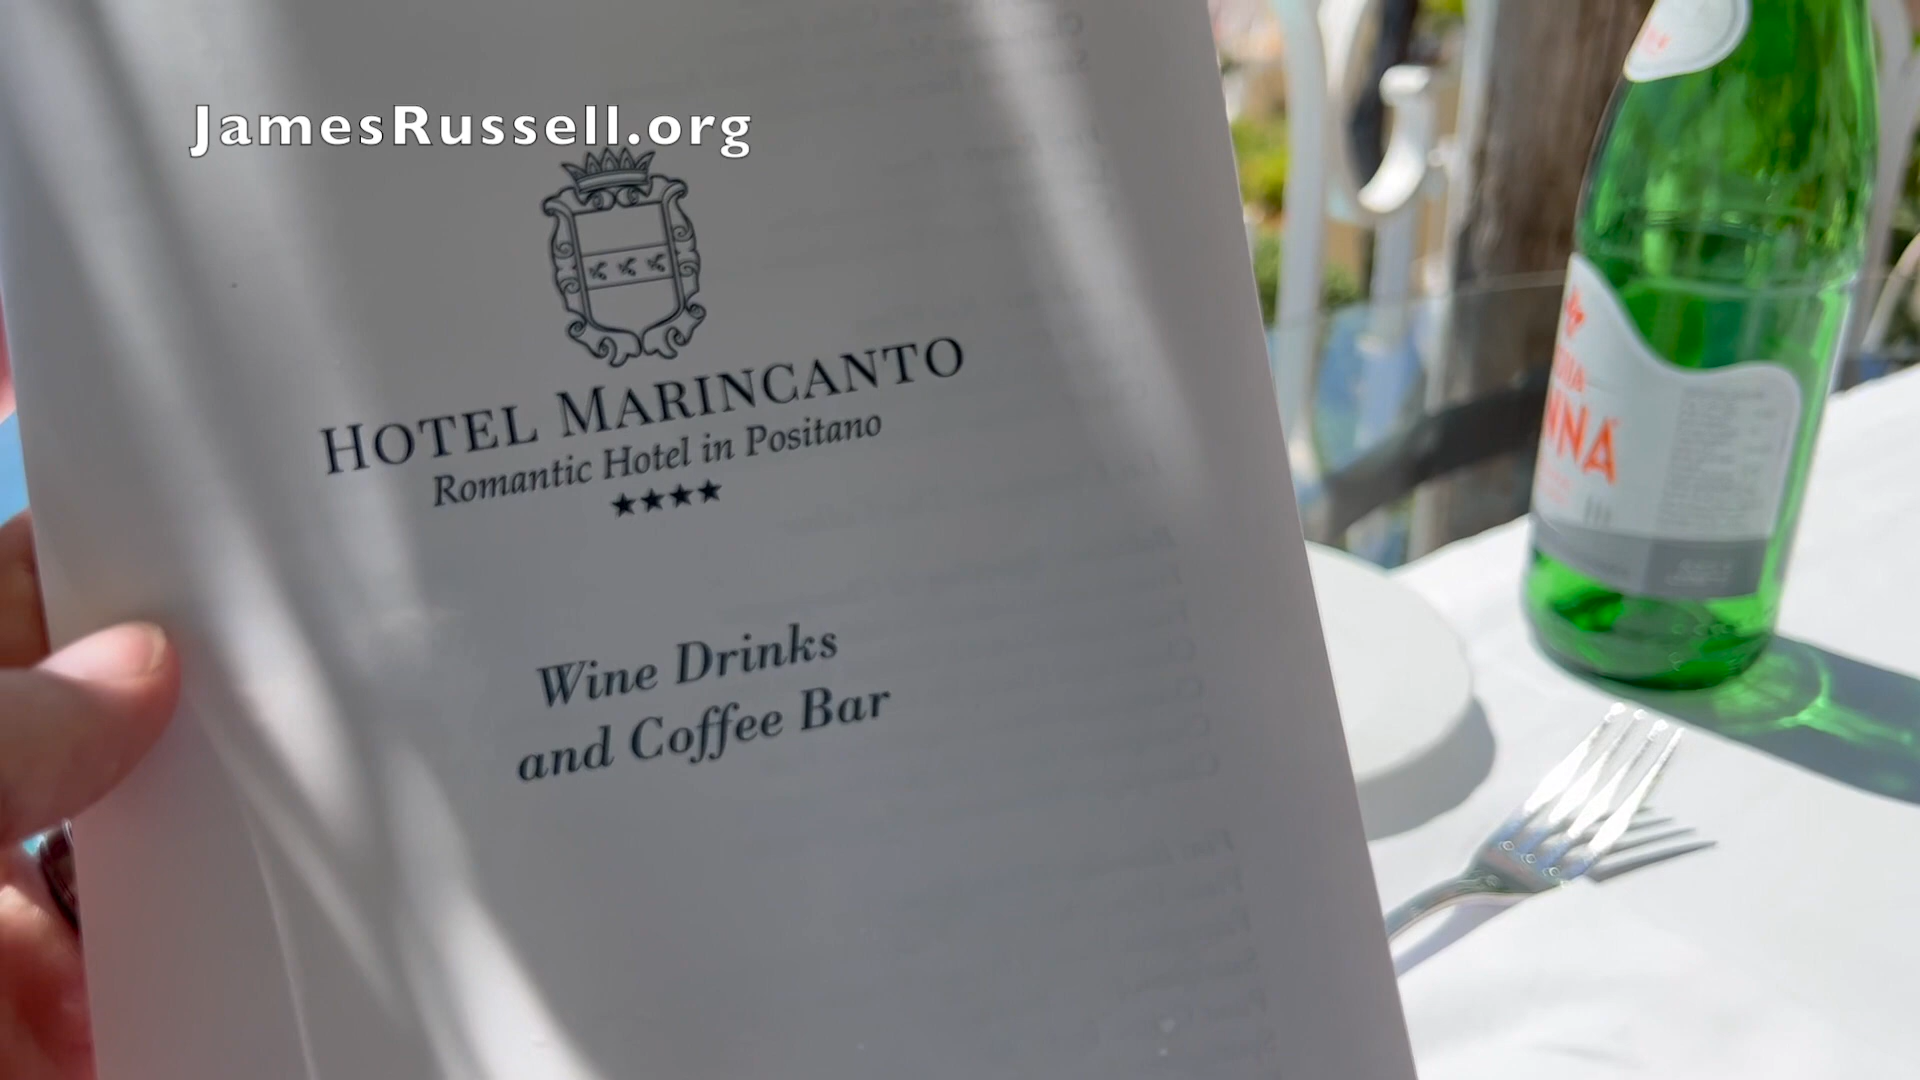 JamesRussell.org
HOTEL MARINCANTO
Romantic Hotel in Positano
★★★★
Wine Drinks
and Coffee Bar